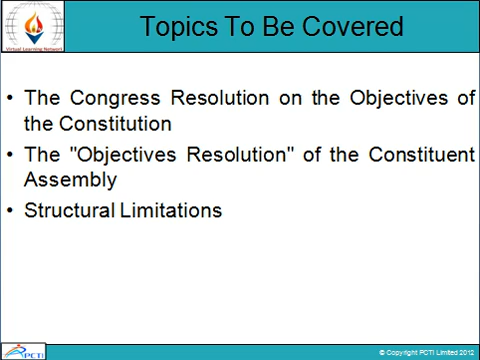 Topics To Be Covered
Virtual Learning Network
• The Congress Resolution on the Objectives of
the Constitution
• The "Objectives Resolution" of the Constituent
Assembly
• Structural Limitations
PCTI
© Copyright PCTI Limited 2012